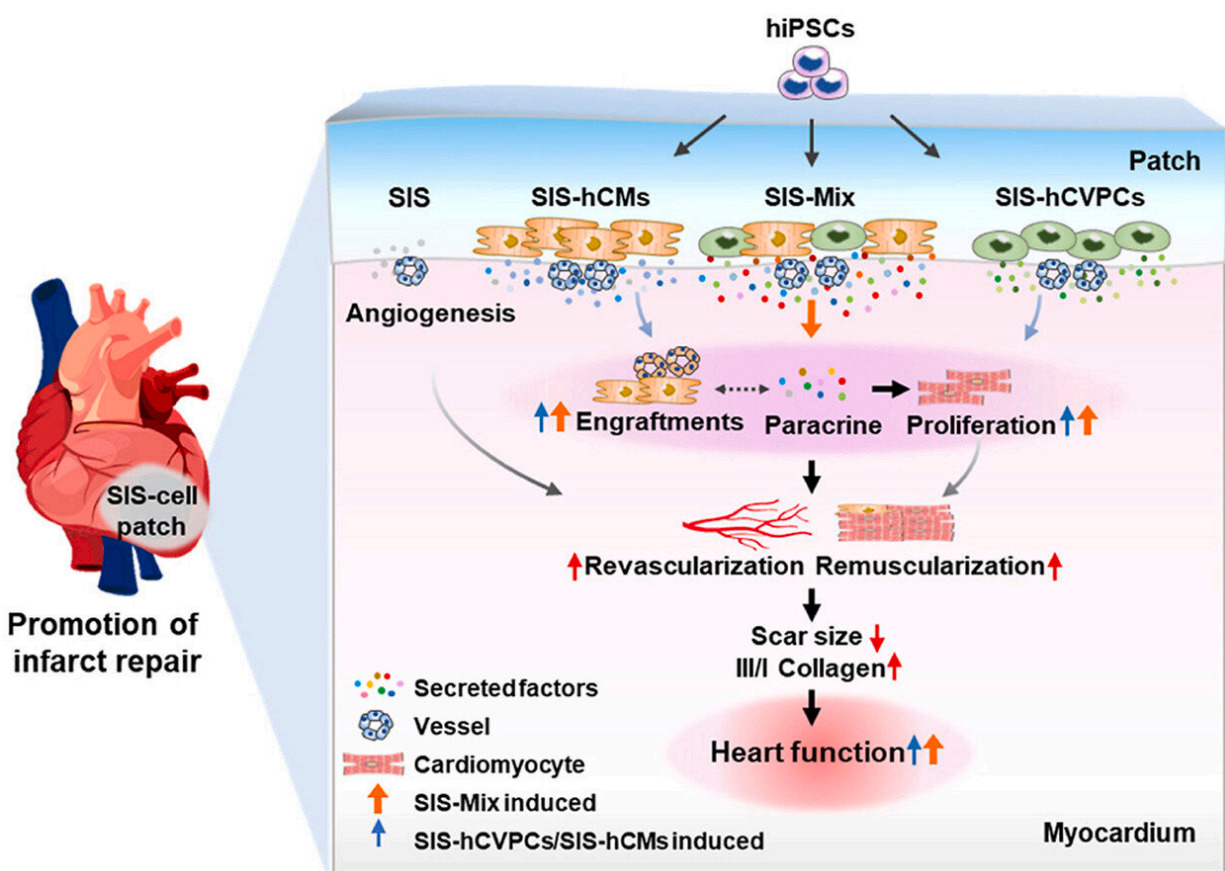 hiPSCs
Patch
SIS
SIS-hCMs
SIS-Mix
SIS-hCVPCs
Angiogenesis
Engraftments
Paracrine
Proliferation
SIS-cell
patch
Revascularization
Remuscularization
Promotion of
infarct repair
Scar size
III/I Collagen
Heart function
Secreted factors
Vessel
Cardiomyocyte
SIS-Mix induced
SIS-hCVPCs/SIS-hCMs induced
Myocardium